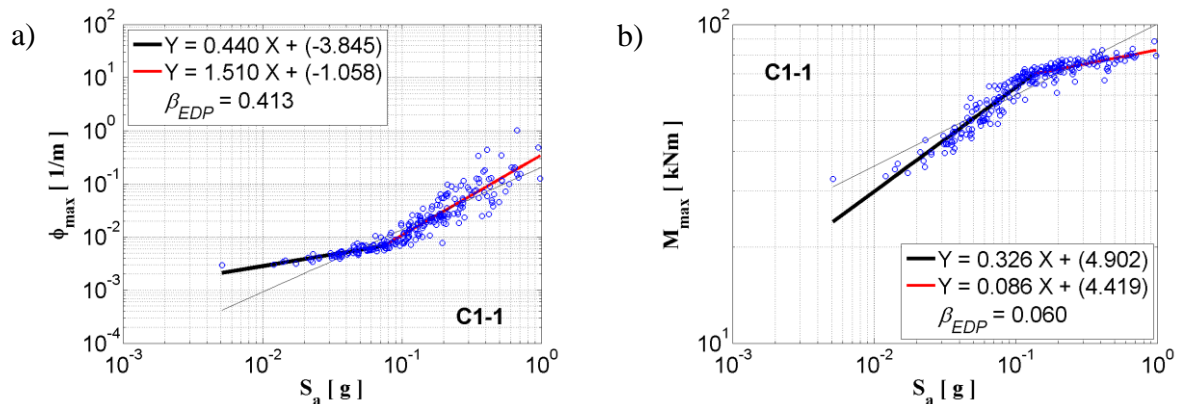 a)
10^2
10^1
10^0
10^-1
10^-2
10^-3
10^-4
ϕ_max [ 1/m ]
Y = 0.440 X + (-3.845)
Y = 1.510 X + (-1.058)
β_EDP = 0.413
C1-1
10^-3 10^-2 10^-1 10^0
S_a [ g ]
b)
10^2
10^1
M_max [ kNm ]
C1-1
Y = 0.326 X + (4.902)
Y = 0.086 X + (4.419)
β_EDP = 0.060
10^-3 10^-2 10^-1 10^0
S_a [ g ]